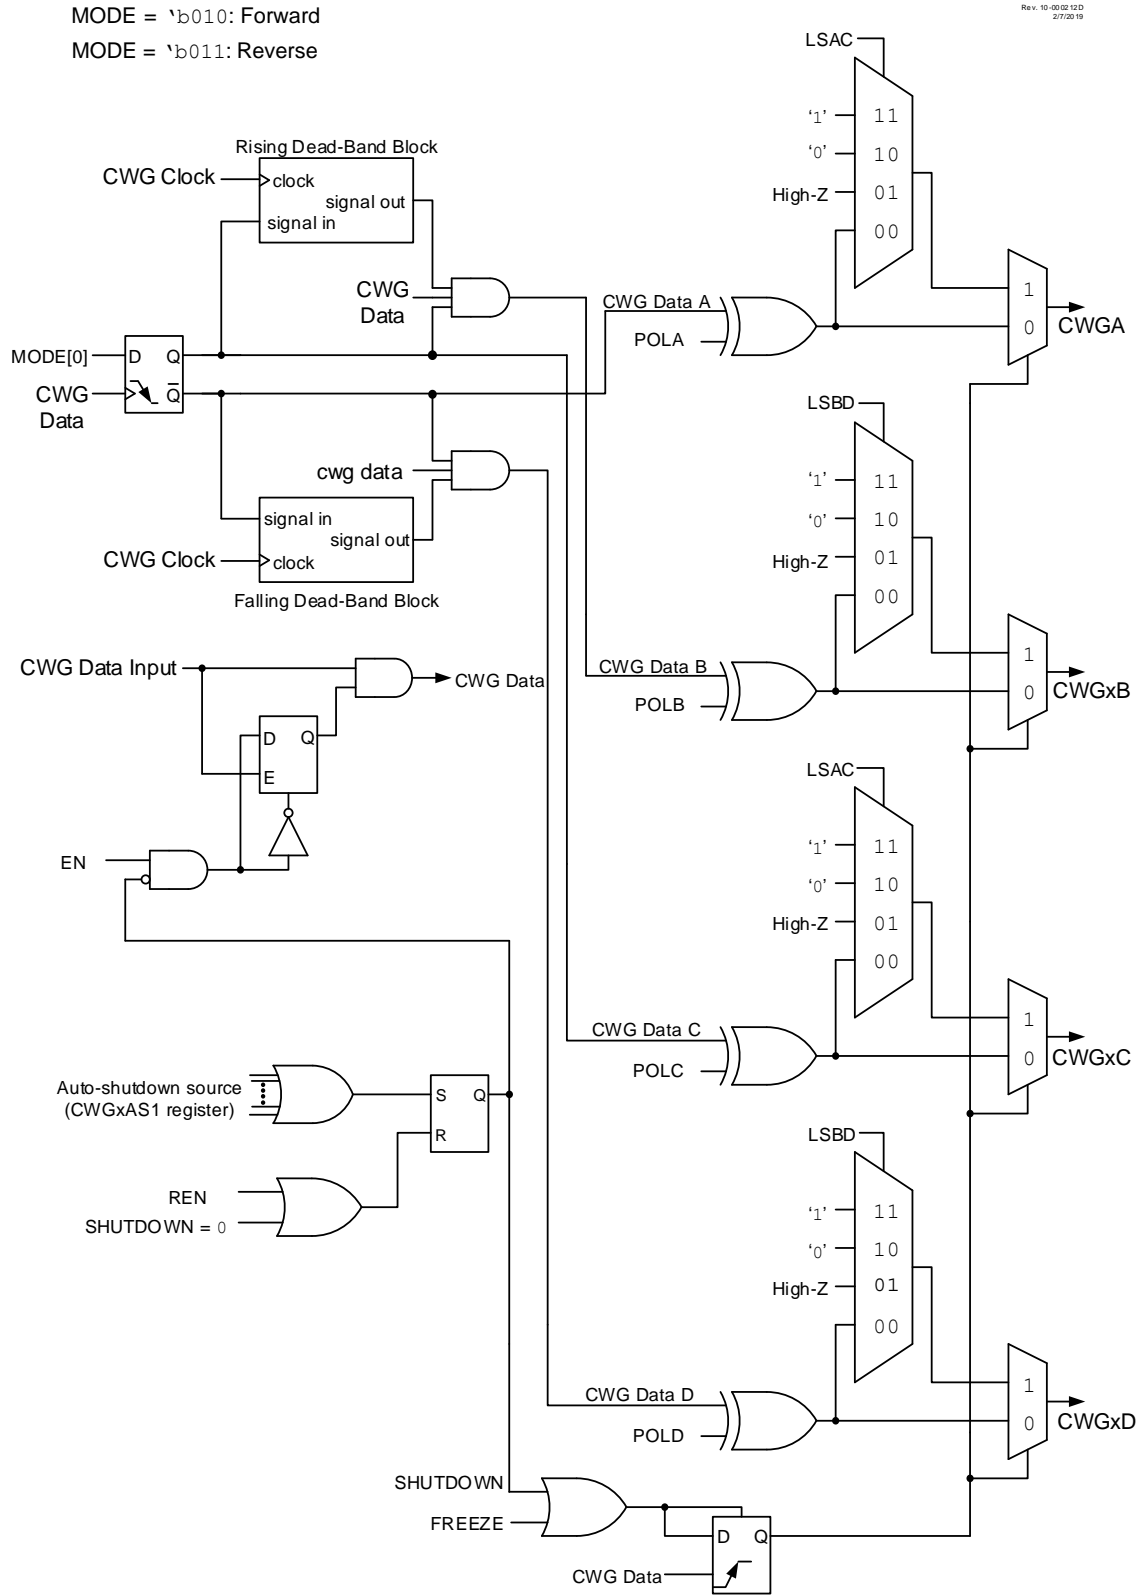 MODE = ‘b010: Forward
MODE = ‘b011: Reverse
Rev. 10-000212D
2/7/2019
Rising Dead-Band Block
CWG Clock
clock
signal out
signal in
CWG
Data
MODE[0]
D Q
CWG
Data
Q
cwg data
signal in
signal out
CWG Clock
clock
Falling Dead-Band Block
CWG Data Input
CWG Data
D Q
E
EN
Auto-shutdown source
(CWGxAS1 register)
S Q
R
REN
SHUTDOWN = 0
SHUTDOWN
FREEZE
D Q
CWG Data
LSAC
‘1’ 11
‘0’ 10
High-Z 01
00
CWG Data A
POLA
1
0
CWGA
LSBD
‘1’ 11
‘0’ 10
High-Z 01
00
CWG Data B
POLB
1
0
CWGxB
LSAC
‘1’ 11
‘0’ 10
High-Z 01
00
CWG Data C
POLC
1
0
CWGxC
LSBD
‘1’ 11
‘0’ 10
High-Z 01
00
CWG Data D
POLD
1
0
CWGxD